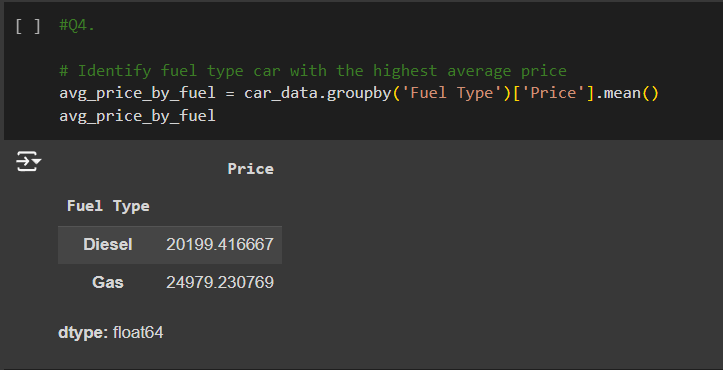 [ ] #Q4.
# Identify fuel type car with the highest average price
avg_price_by_fuel = car_data.groupby('Fuel Type')['Price'].mean()
avg_price_by_fuel
Price
Fuel Type
Diesel 20199.416667
Gas 24979.230769
dtype: float64